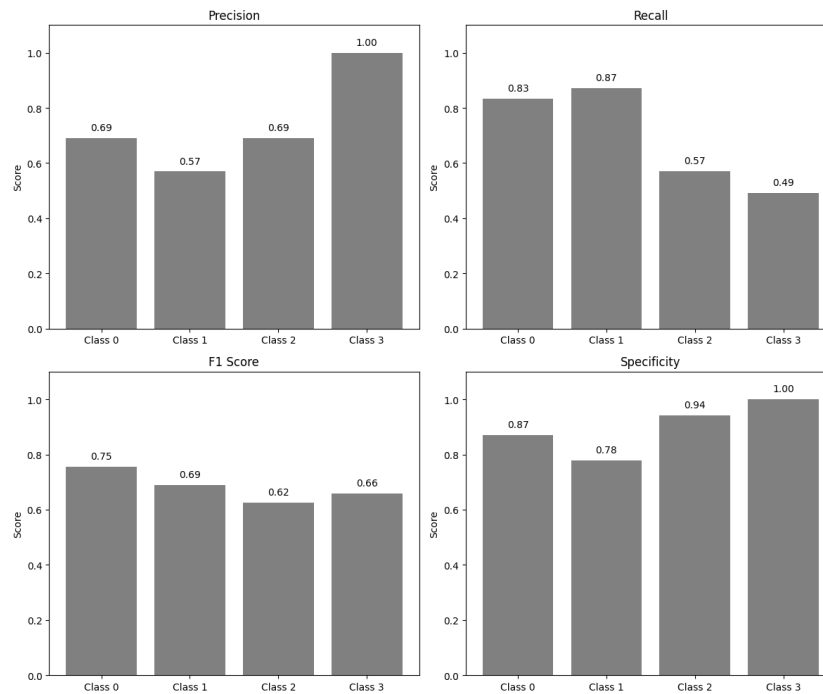 Precision
Score
1.0
0.8
0.6
0.4
0.2
0.0
0.69
0.57
0.69
1.00
Class 0
Class 1
Class 2
Class 3
Recall
Score
1.0
0.8
0.6
0.4
0.2
0.0
0.83
0.87
0.57
0.49
Class 0
Class 1
Class 2
Class 3
F1 Score
Score
1.0
0.8
0.6
0.4
0.2
0.0
0.75
0.69
0.62
0.66
Class 0
Class 1
Class 2
Class 3
Specificity
Score
1.0
0.8
0.6
0.4
0.2
0.0
0.87
0.78
0.94
1.00
Class 0
Class 1
Class 2
Class 3